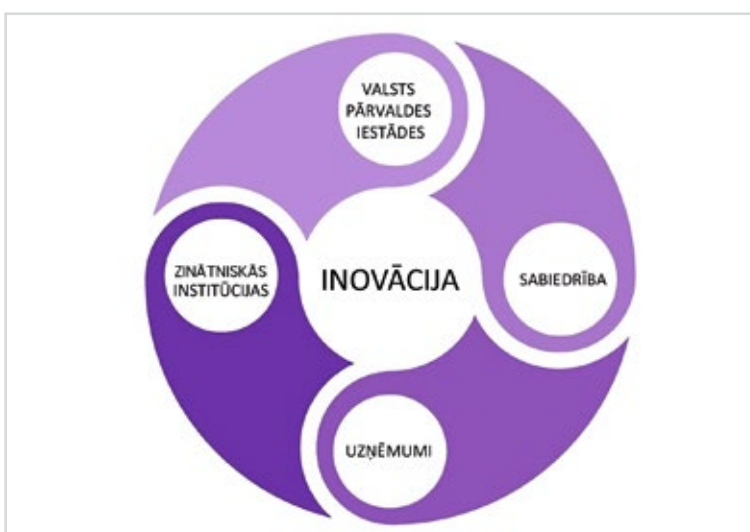 VALSTS
PĀRVALDES
IESTĀDES
ZINĀTNISKĀS
INSTITŪCIJAS
INOVĀCIJA
SABIEDRĪBA
UZŅĒMUMI